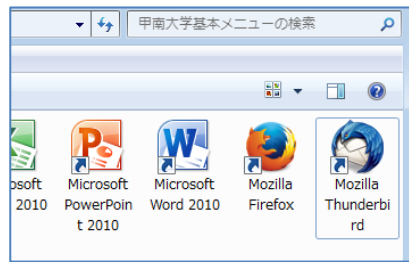 甲南大学基本メニューの検索
osoft
2010
Microsoft
PowerPoin
t 2010
Microsoft
Word 2010
Mozilla
Firefox
Mozilla
Thunderbi
rd